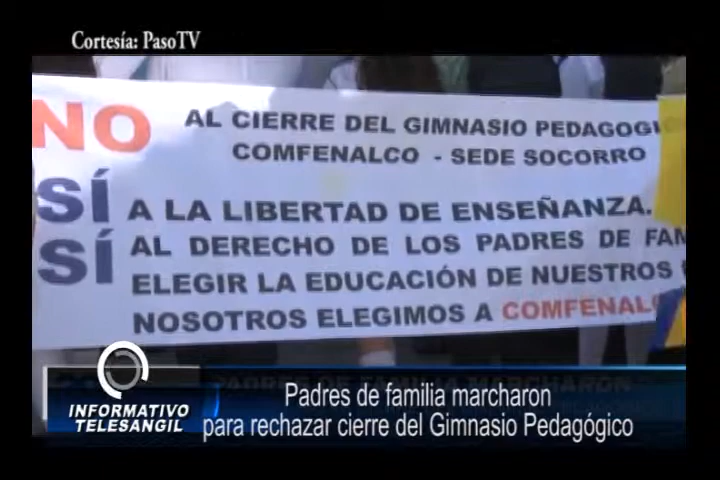 Cortesía: PasoTV
NO AL CIERRE DEL GIMNASIO PEDAGOGI
COMFENALCO - SEDE SOCORRO
SÍ A LA LIBERTAD DE ENSEÑANZA.
SÍ AL DERECHO DE LOS PADRES DE FAM
ELEGIR LA EDUCACIÓN DE NUESTROS
NOSOTROS ELEGIMOS A COMFENALC
INFORMATIVO
TELESANGIL
Padres de familia marcharon
para rechazar cierre del Gimnasio Pedagógico